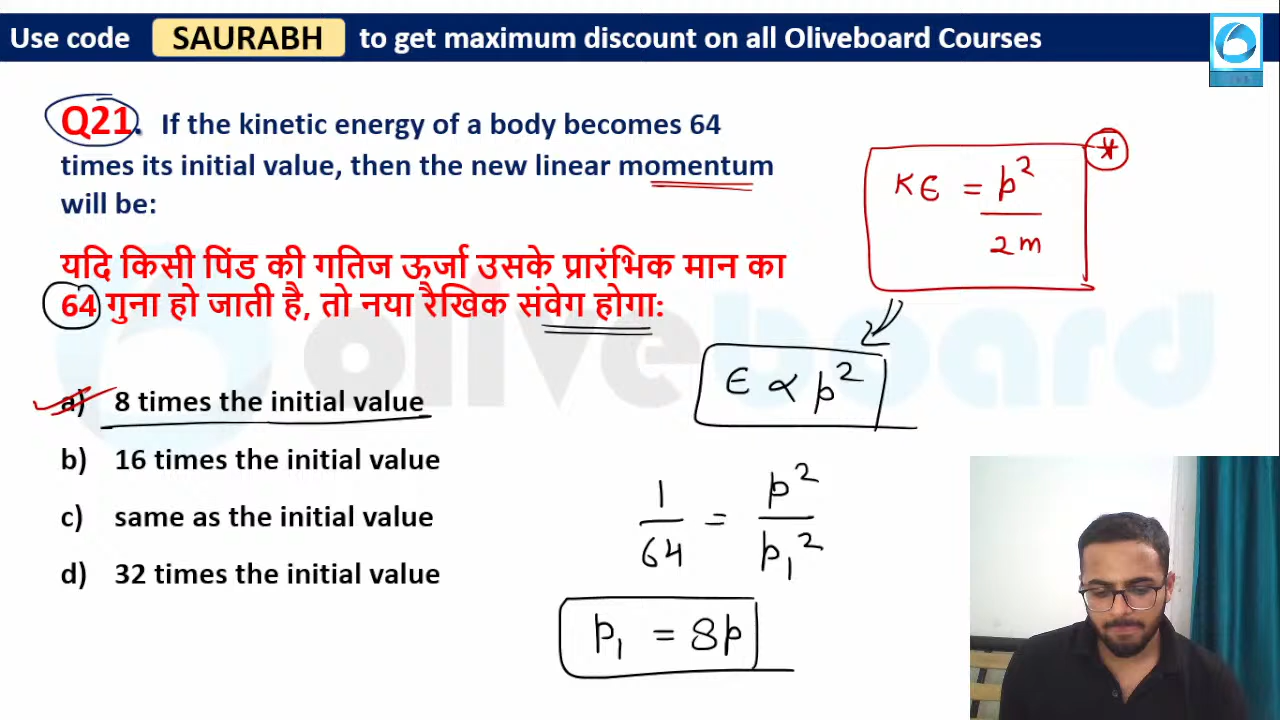 Use code SAURABH to get maximum discount on all Oliveboard Courses
Q21. If the kinetic energy of a body becomes 64
times its initial value, then the new linear momentum
will be:
यदि किसी पिंड की गतिज ऊर्जा उसके प्रारंभिक मान का
64 गुना हो जाती है, तो नया रैखिक संवेग होगा:
oliveboard
a) 8 times the initial value
b) 16 times the initial value
c) same as the initial value
d) 32 times the initial value
KE = p²/2m
*
E ∝ p²
1/64 = p²/p₁²
p₁ = 8p